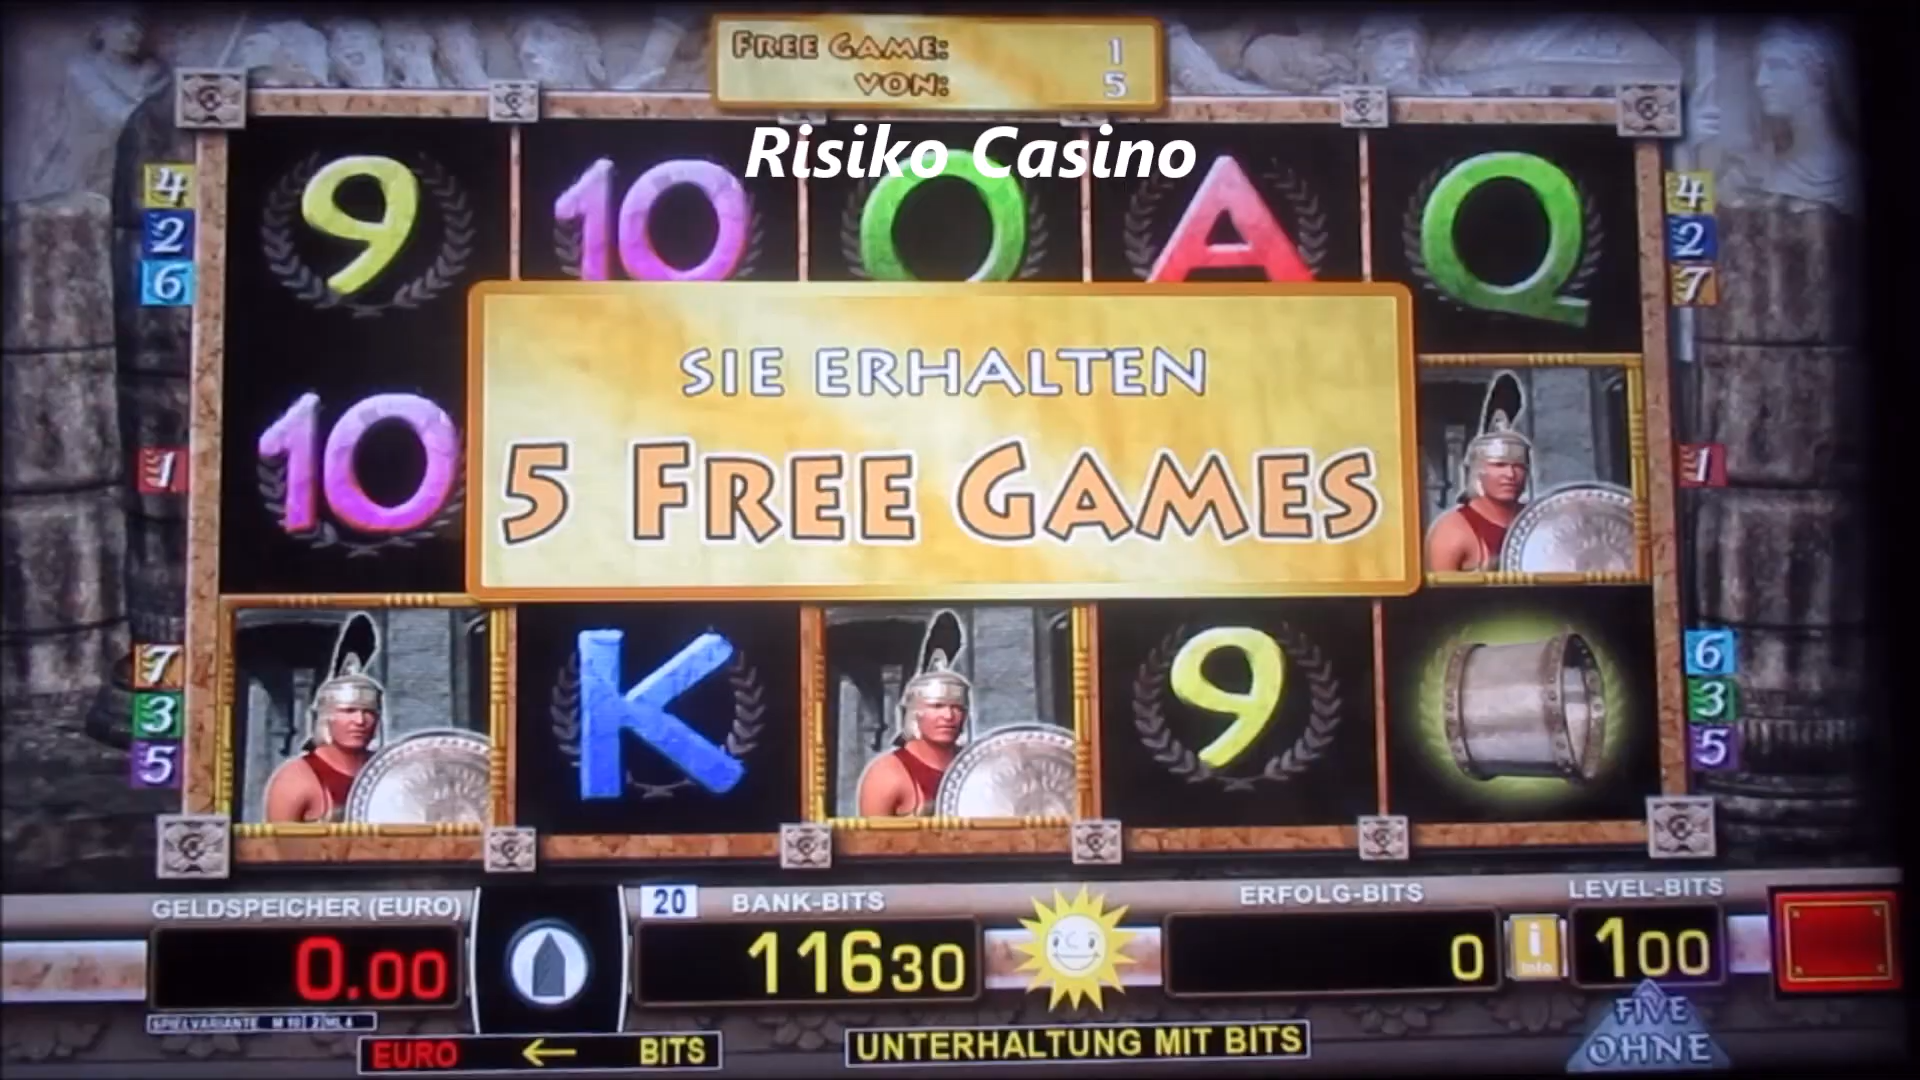 FREE GAME: 1
VON: 5
Risiko Casino
9 10 Q A Q
4 4
2 2
6 7
SIE ERHALTEN
5 FREE GAMES
10
1 1
K 9
7 6
3 3
5 5
GELDSPEICHER (EURO) 20 BANK-BITS ERFOLG-BITS LEVEL-BITS
0.00 11630 0 100
info
SPIELVARIANTE
EURO ← BITS
UNTERHALTUNG MIT BITS
FIVE
OHNE